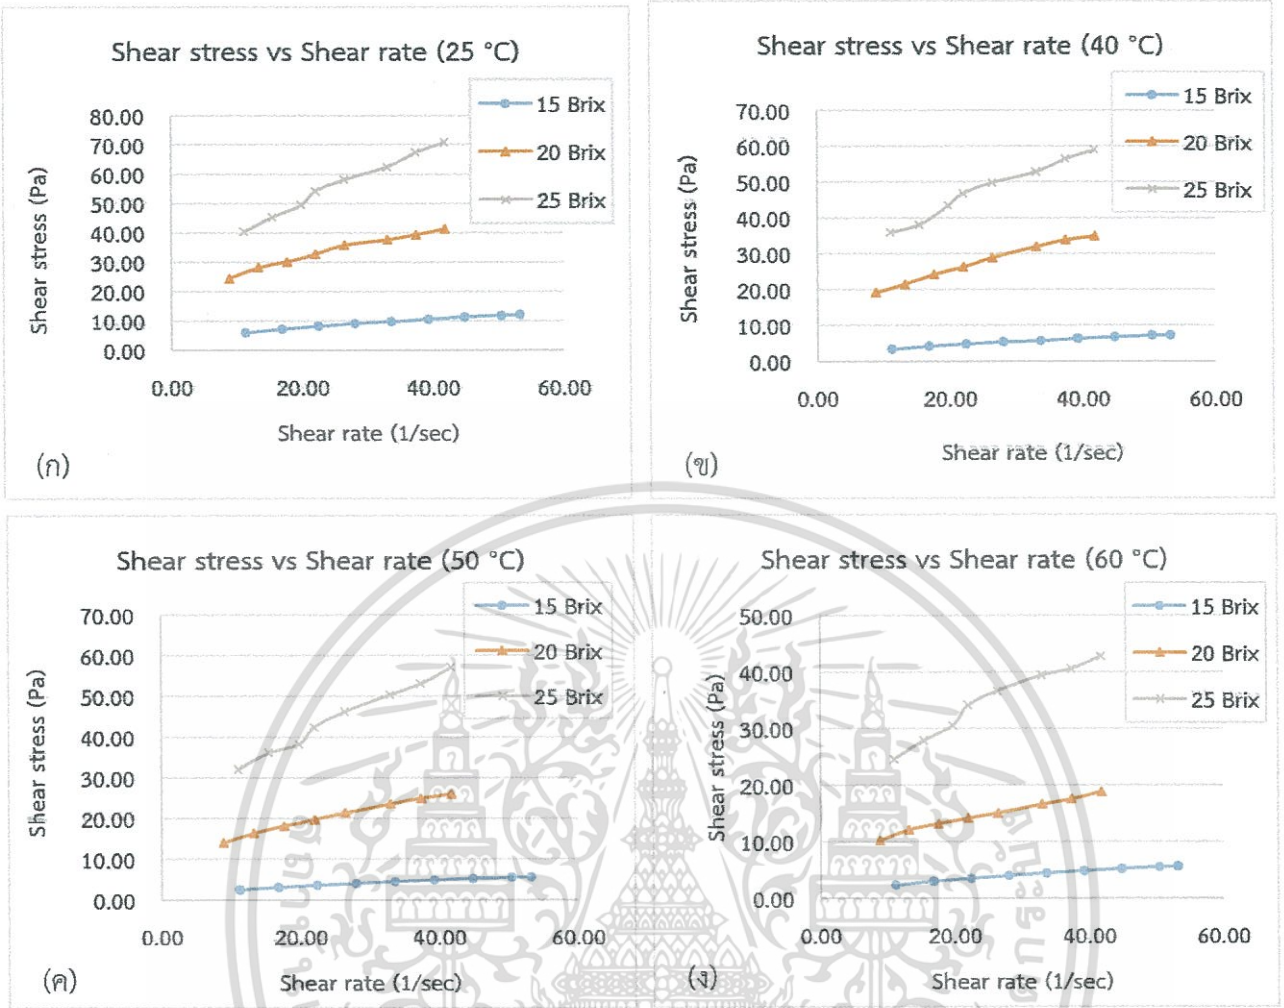 Shear stress vs Shear rate (25 °C)
15 Brix
20 Brix
25 Brix
80.00
70.00
60.00
50.00
40.00
30.00
20.00
10.00
0.00
Shear stress (Pa)
0.00 20.00 40.00 60.00
Shear rate (1/sec)
(ก)
Shear stress vs Shear rate (40 °C)
15 Brix
20 Brix
25 Brix
70.00
60.00
50.00
40.00
30.00
20.00
10.00
0.00
Shear stress (Pa)
0.00 20.00 40.00 60.00
Shear rate (1/sec)
(ข)
Shear stress vs Shear rate (50 °C)
15 Brix
20 Brix
25 Brix
70.00
60.00
50.00
40.00
30.00
20.00
10.00
0.00
Shear stress (Pa)
0.00 20.00 40.00 60.00
Shear rate (1/sec)
(ค)
Shear stress vs Shear rate (60 °C)
15 Brix
20 Brix
25 Brix
50.00
40.00
30.00
20.00
10.00
0.00
Shear stress (Pa)
0.00 20.00 40.00 60.00
Shear rate (1/sec)
(ง)